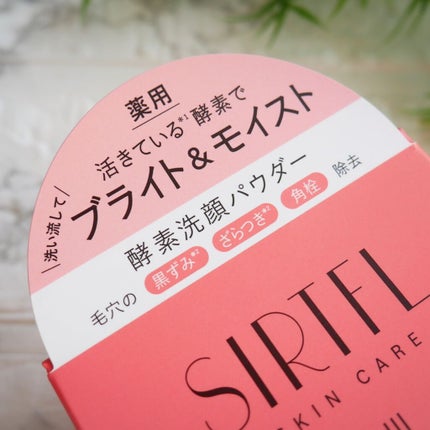 薬用
活きている※1酵素で
\洗い流して/
ブライト&モイスト
酵素洗顔パウダー
毛穴の 黒ずみ※2 ざらつき※2 角栓 除去
SIRTFL
SKIN CARE